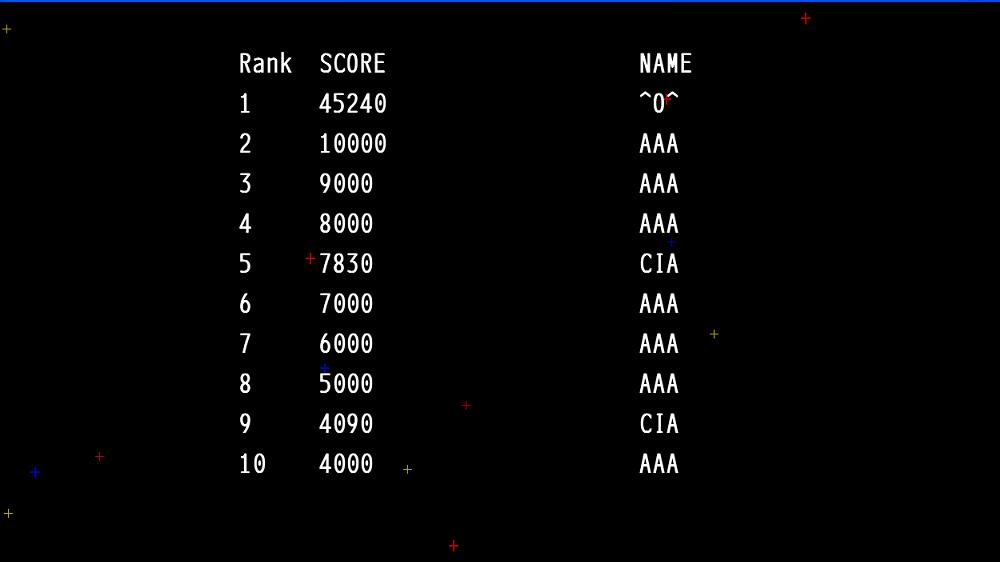 Rank SCORE NAME
1 45240 ^O^
2 10000 AAA
3 9000 AAA
4 8000 AAA
5 7830 CIA
6 7000 AAA
7 6000 AAA
8 5000 AAA
9 4090 CIA
10 4000 AAA